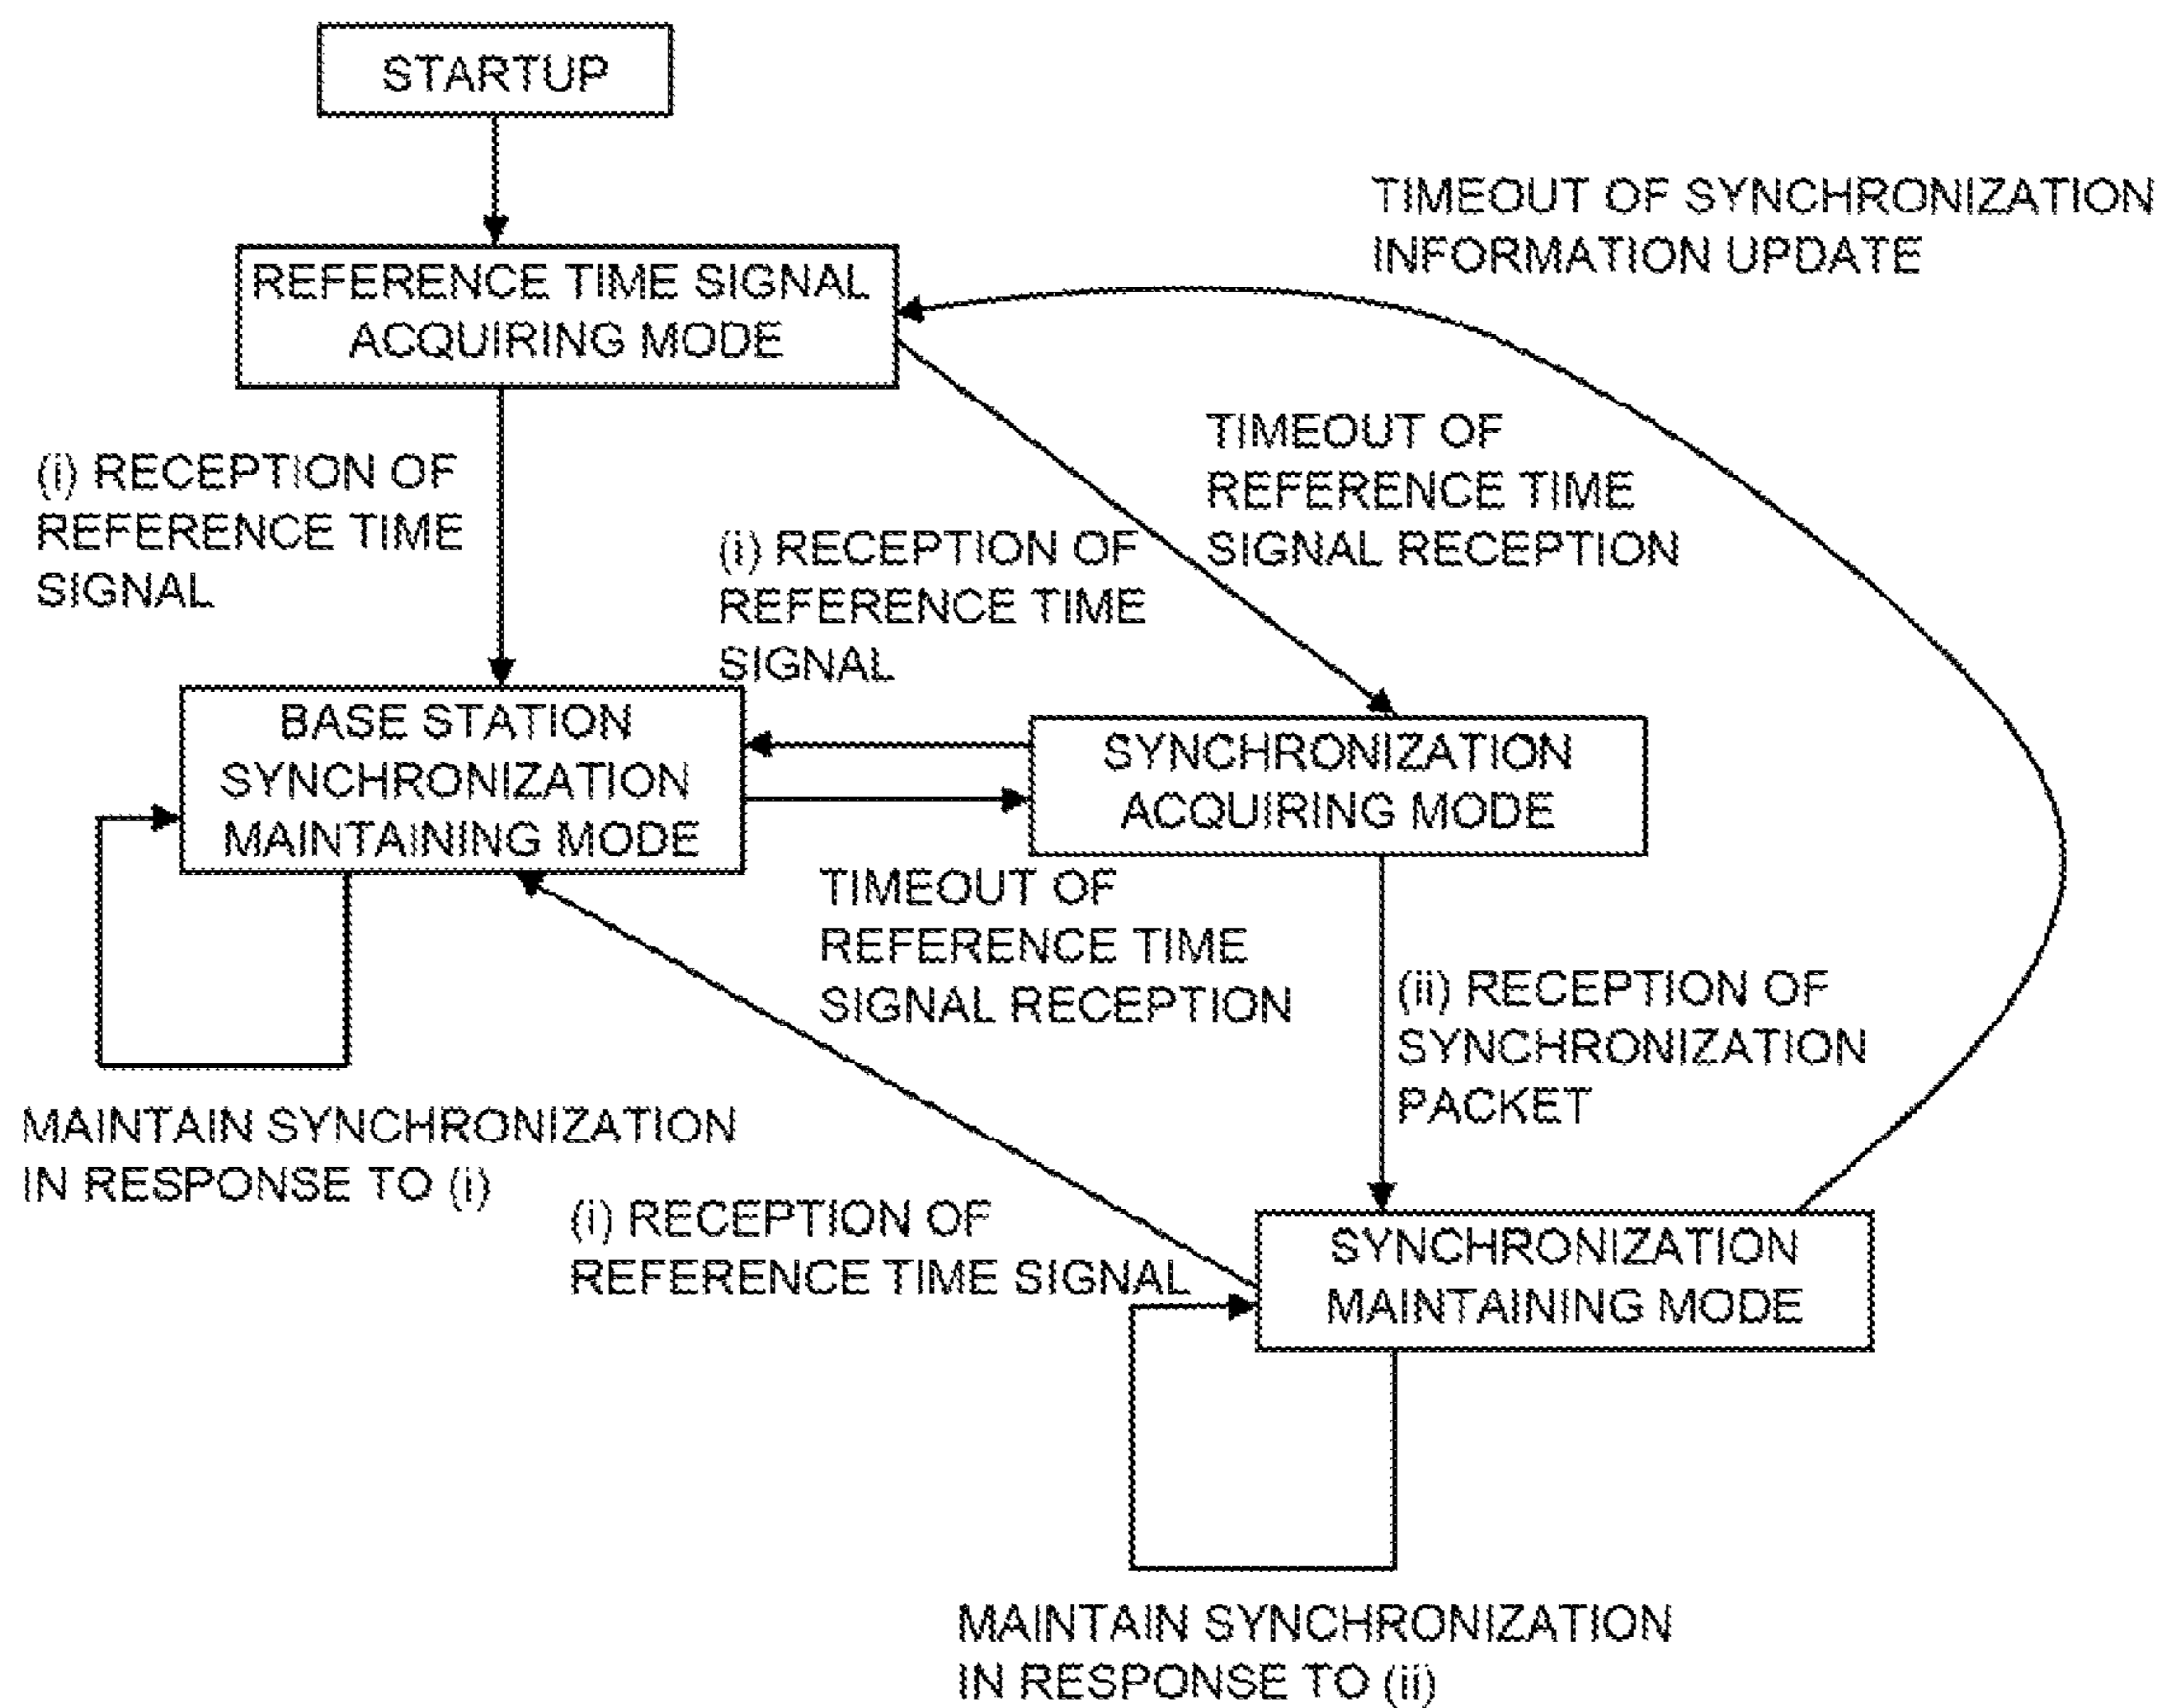 STARTUP
TIMEOUT OF SYNCHRONIZATION
INFORMATION UPDATE
REFERENCE TIME SIGNAL
ACQUIRING MODE
(i) RECEPTION OF
REFERENCE TIME
SIGNAL
TIMEOUT OF
REFERENCE TIME
SIGNAL RECEPTION
(i) RECEPTION OF
REFERENCE TIME
SIGNAL
BASE STATION
SYNCHRONIZATION
MAINTAINING MODE
SYNCHRONIZATION
ACQUIRING MODE
TIMEOUT OF
REFERENCE TIME
SIGNAL RECEPTION
(ii) RECEPTION OF
SYNCHRONIZATION
PACKET
MAINTAIN SYNCHRONIZATION
IN RESPONSE TO (i)
(i) RECEPTION OF
REFERENCE TIME SIGNAL
SYNCHRONIZATION
MAINTAINING MODE
MAINTAIN SYNCHRONIZATION
IN RESPONSE TO (ii)